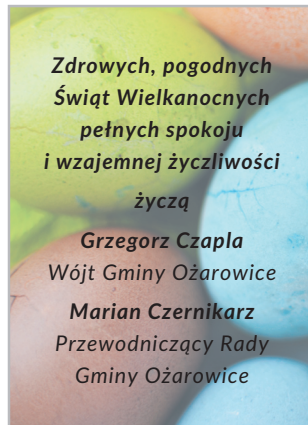 Zdrowych, pogodnych
Świąt Wielkanocnych
pełnych spokoju
i wzajemnej życzliwości
życzą
Grzegorz Czapla
Wójt Gminy Ożarowice
Marian Czernikarz
Przewodniczący Rady
Gminy Ożarowice